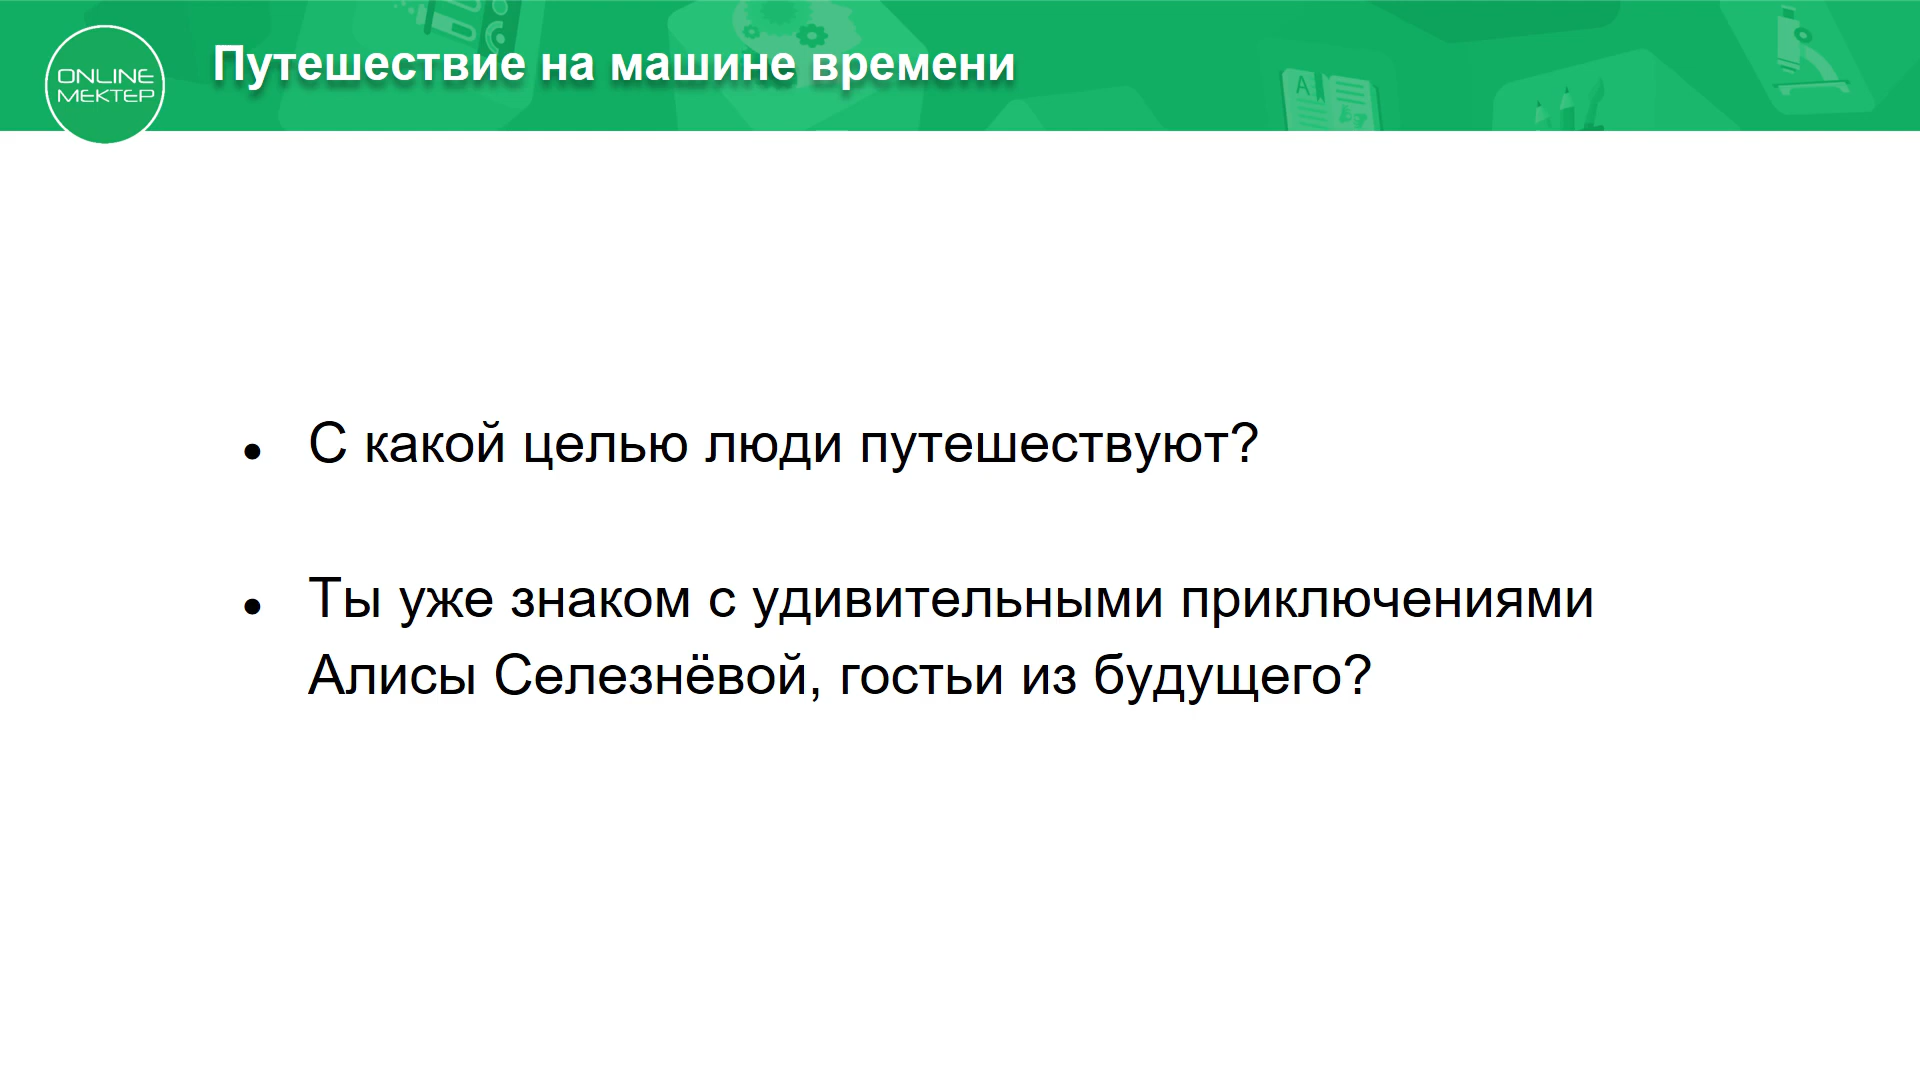 ONLINE
MEKTEP
Путешествие на машине времени
• С какой целью люди путешествуют?
• Ты уже знаком с удивительными приключениями
Алисы Селезнёвой, гостьи из будущего?